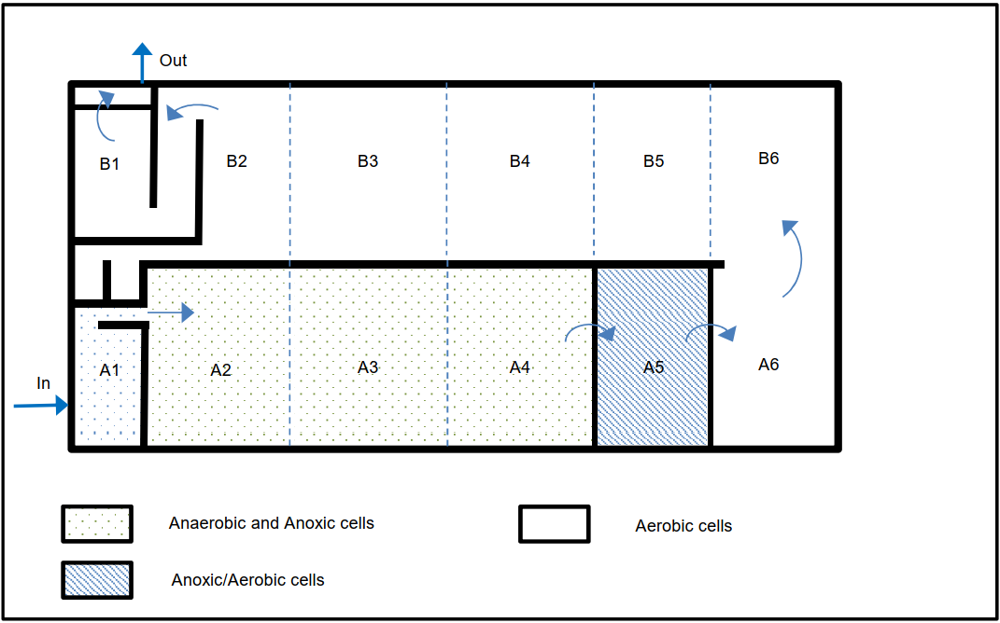 Out
B1
B2
B3
B4
B5
B6
In
A1
A2
A3
A4
A5
A6
Anaerobic and Anoxic cells
Aerobic cells
Anoxic/Aerobic cells